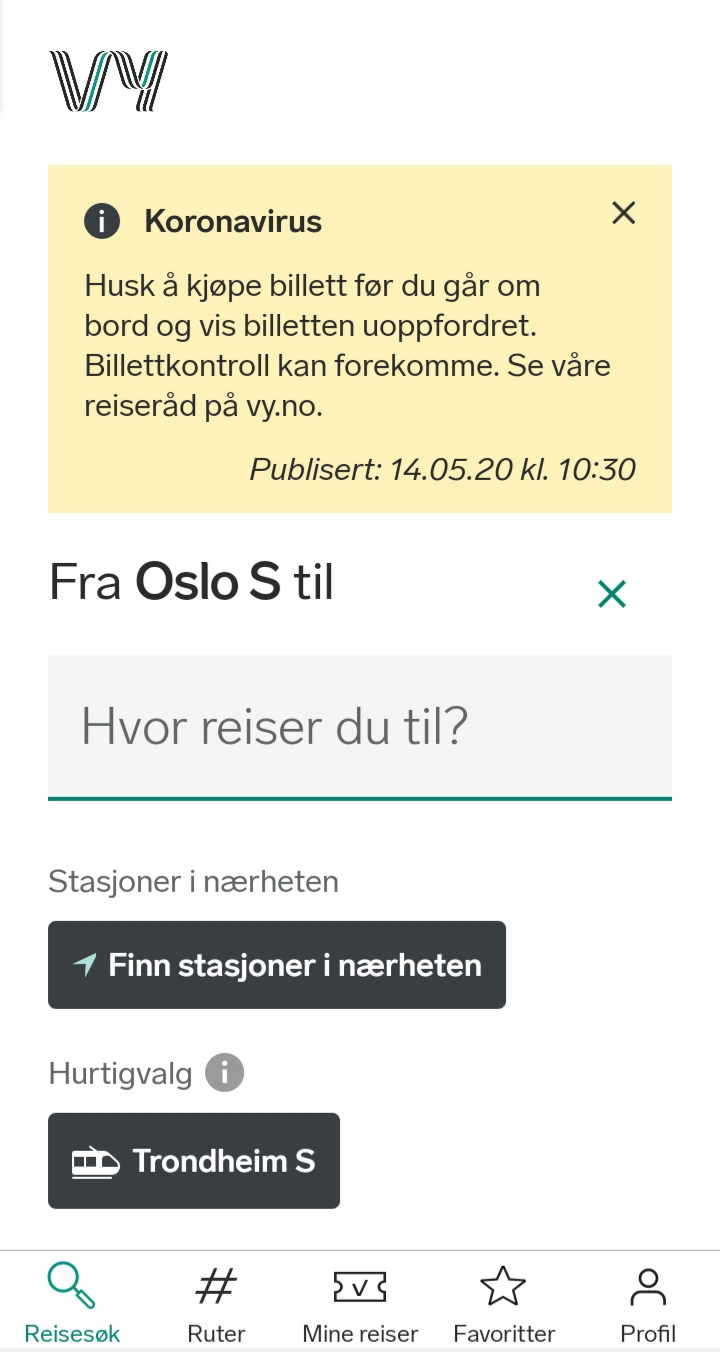 VY
Koronavirus
Husk å kjøpe billett før du går om
bord og vis billetten uoppfordret.
Billettkontroll kan forekomme. Se våre
reiseråd på vy.no.
Publisert: 14.05.20 kl. 10:30
Fra Oslo S til
Hvor reiser du til?
Stasjoner i nærheten
Finn stasjoner i nærheten
Hurtigvalg
Trondheim S
Reisesøk
Ruter
Mine reiser
Favoritter
Profil